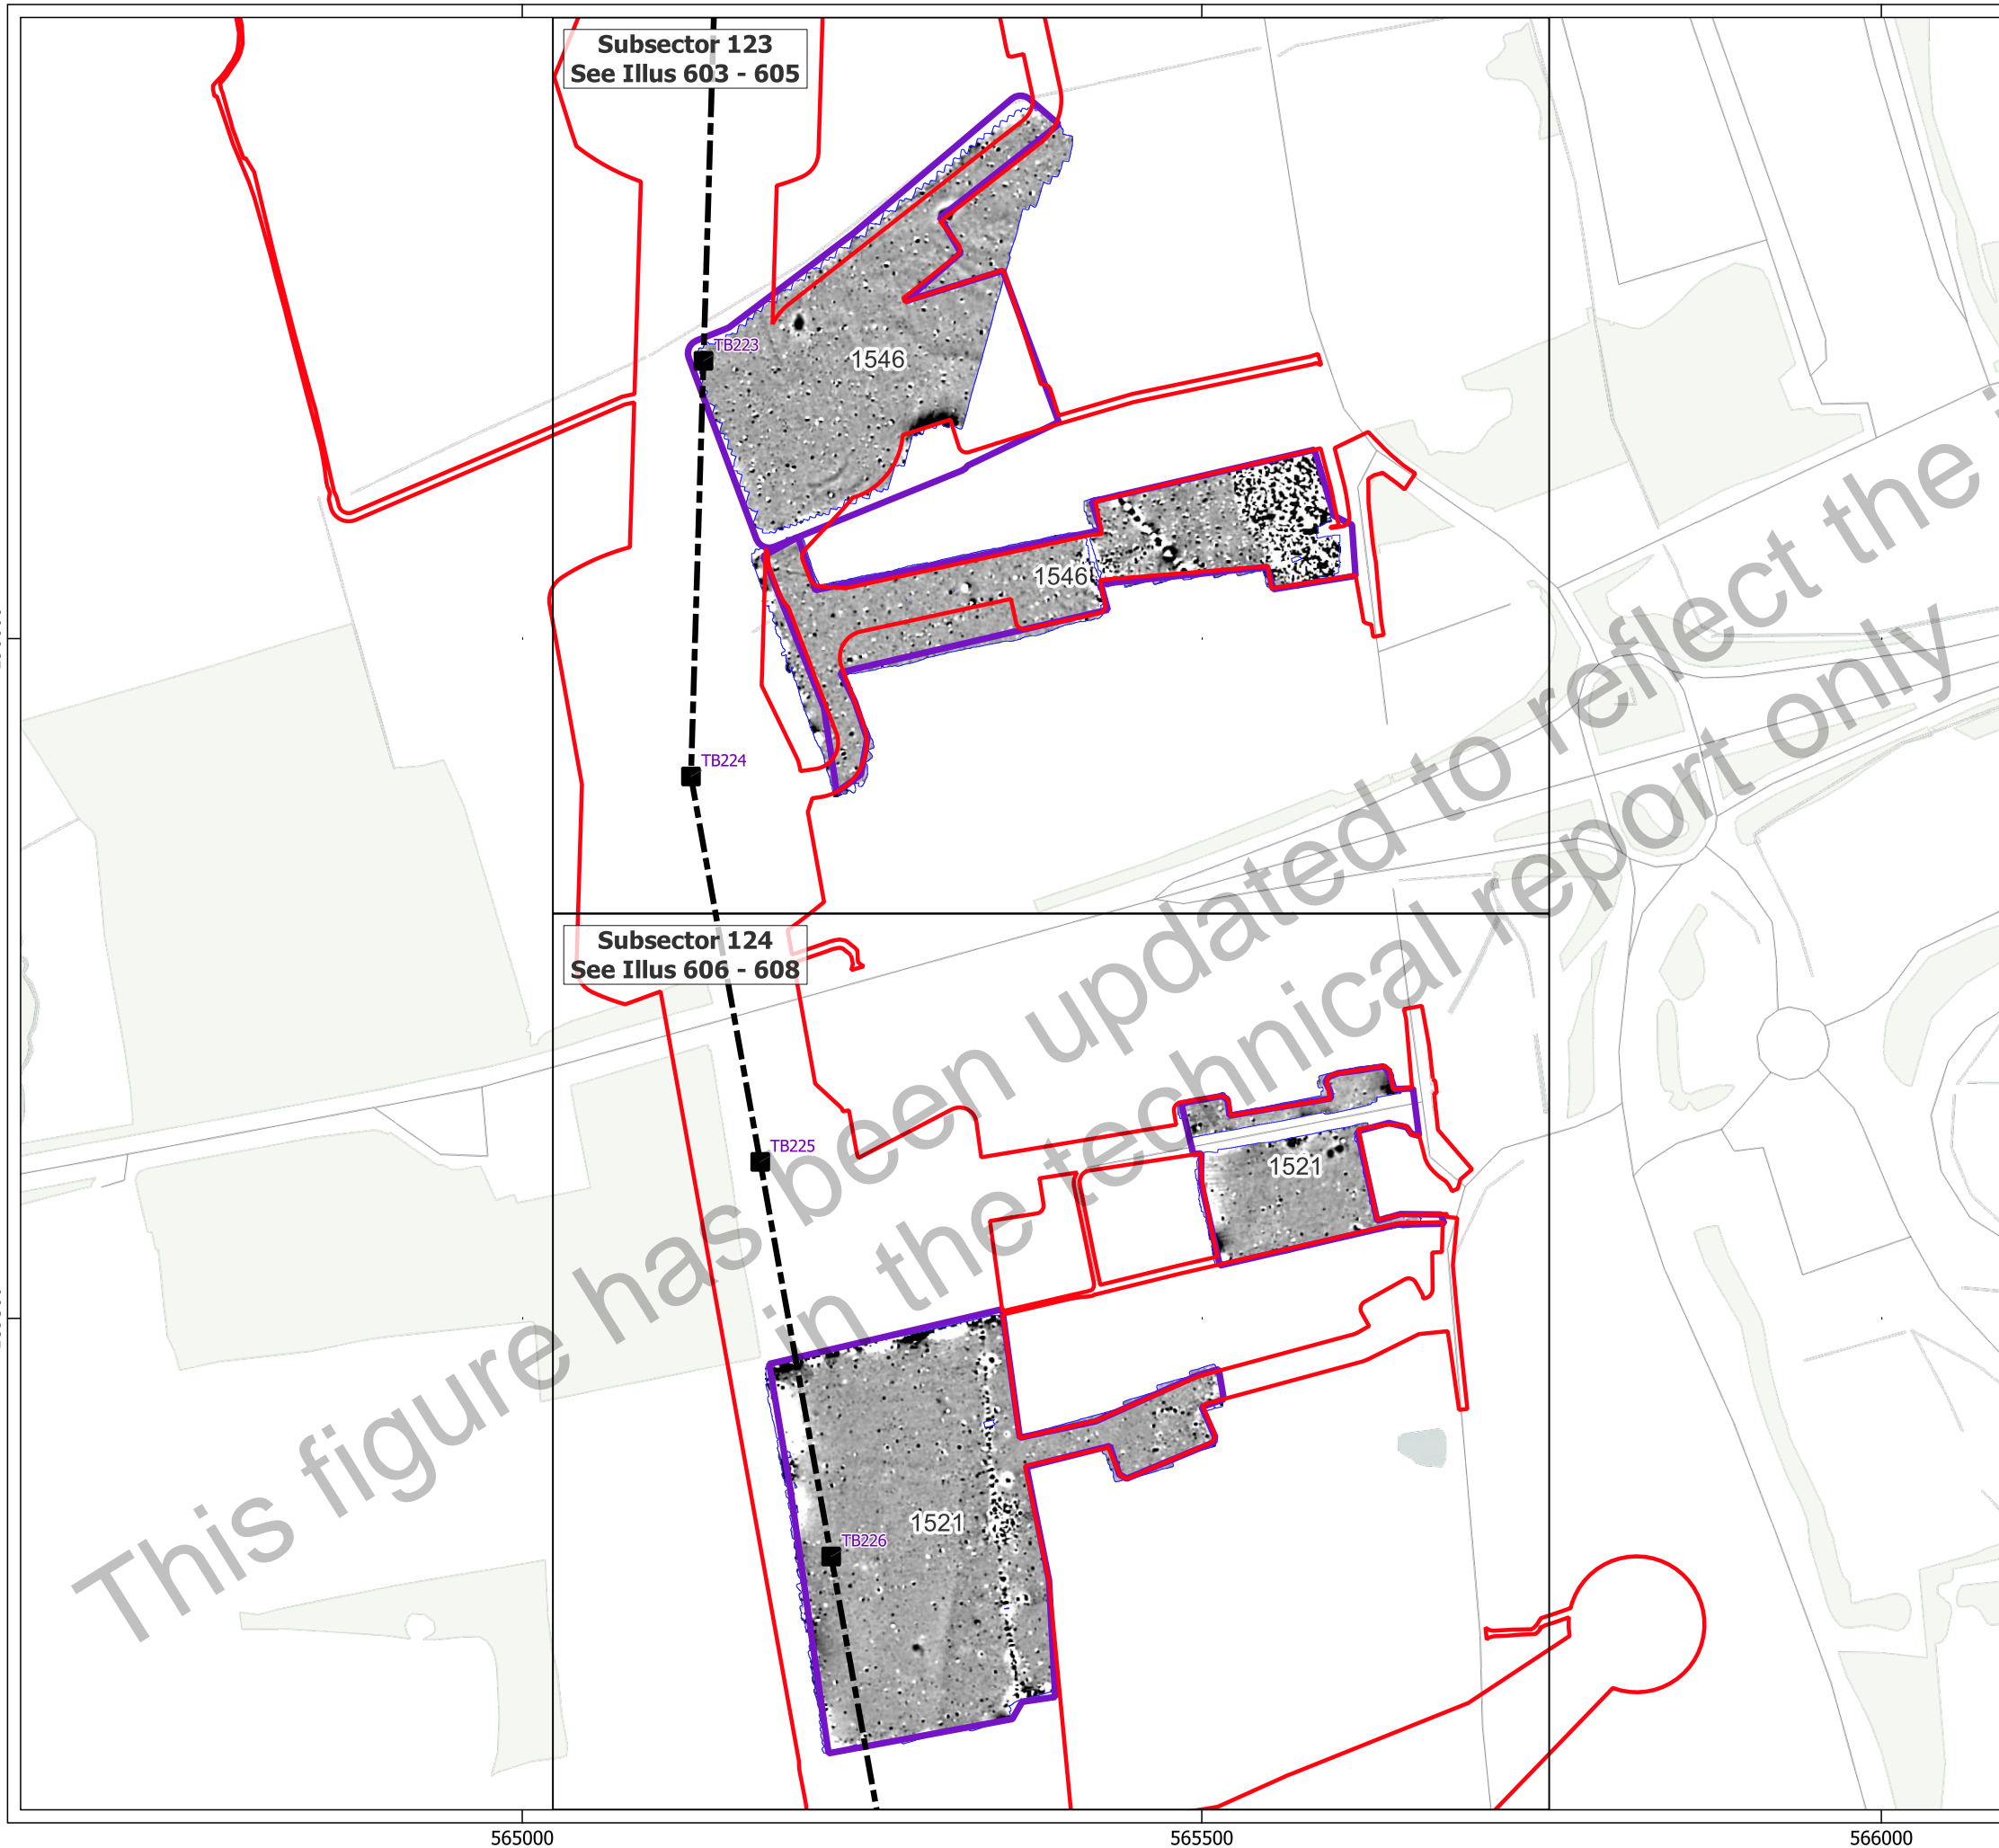 Subsector 123
See Illus 603 - 605
TB223
1546
1546
TB224
Subsector 124
See Illus 606 - 608
TB225
1521
TB226
1521
This figure has been updated to reflect the
in the technical report only
565000
565500
566000